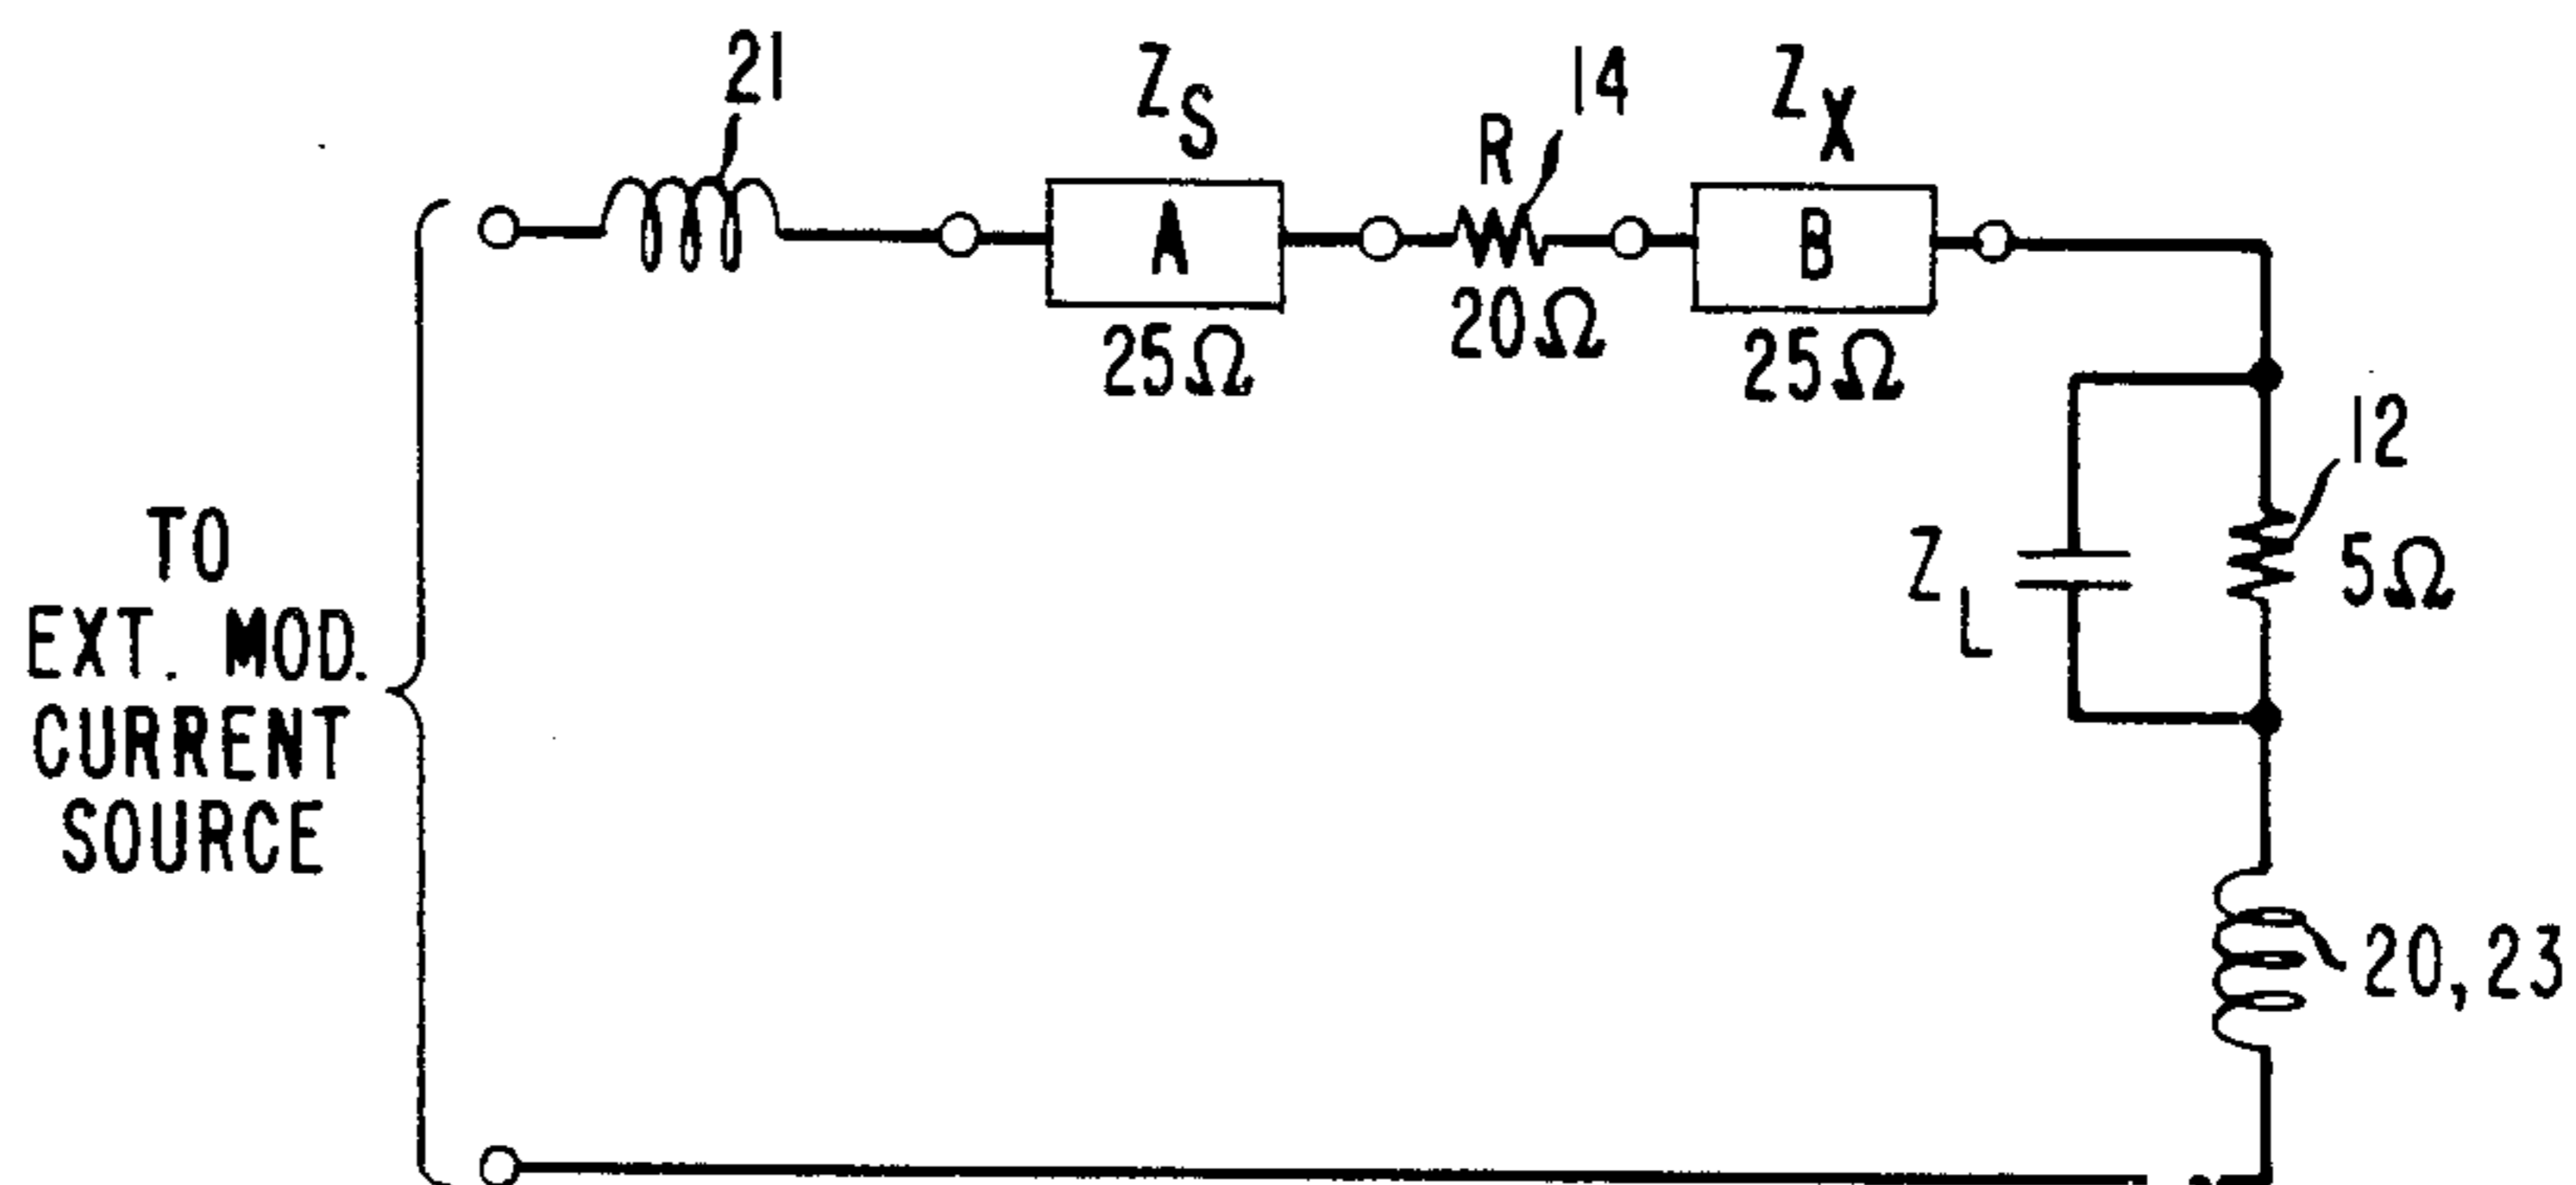 21
Z_S
A
25Ω
R
14
20Ω
Z_X
B
25Ω
TO
EXT. MOD.
CURRENT
SOURCE
Z_L
12
5Ω
20, 23